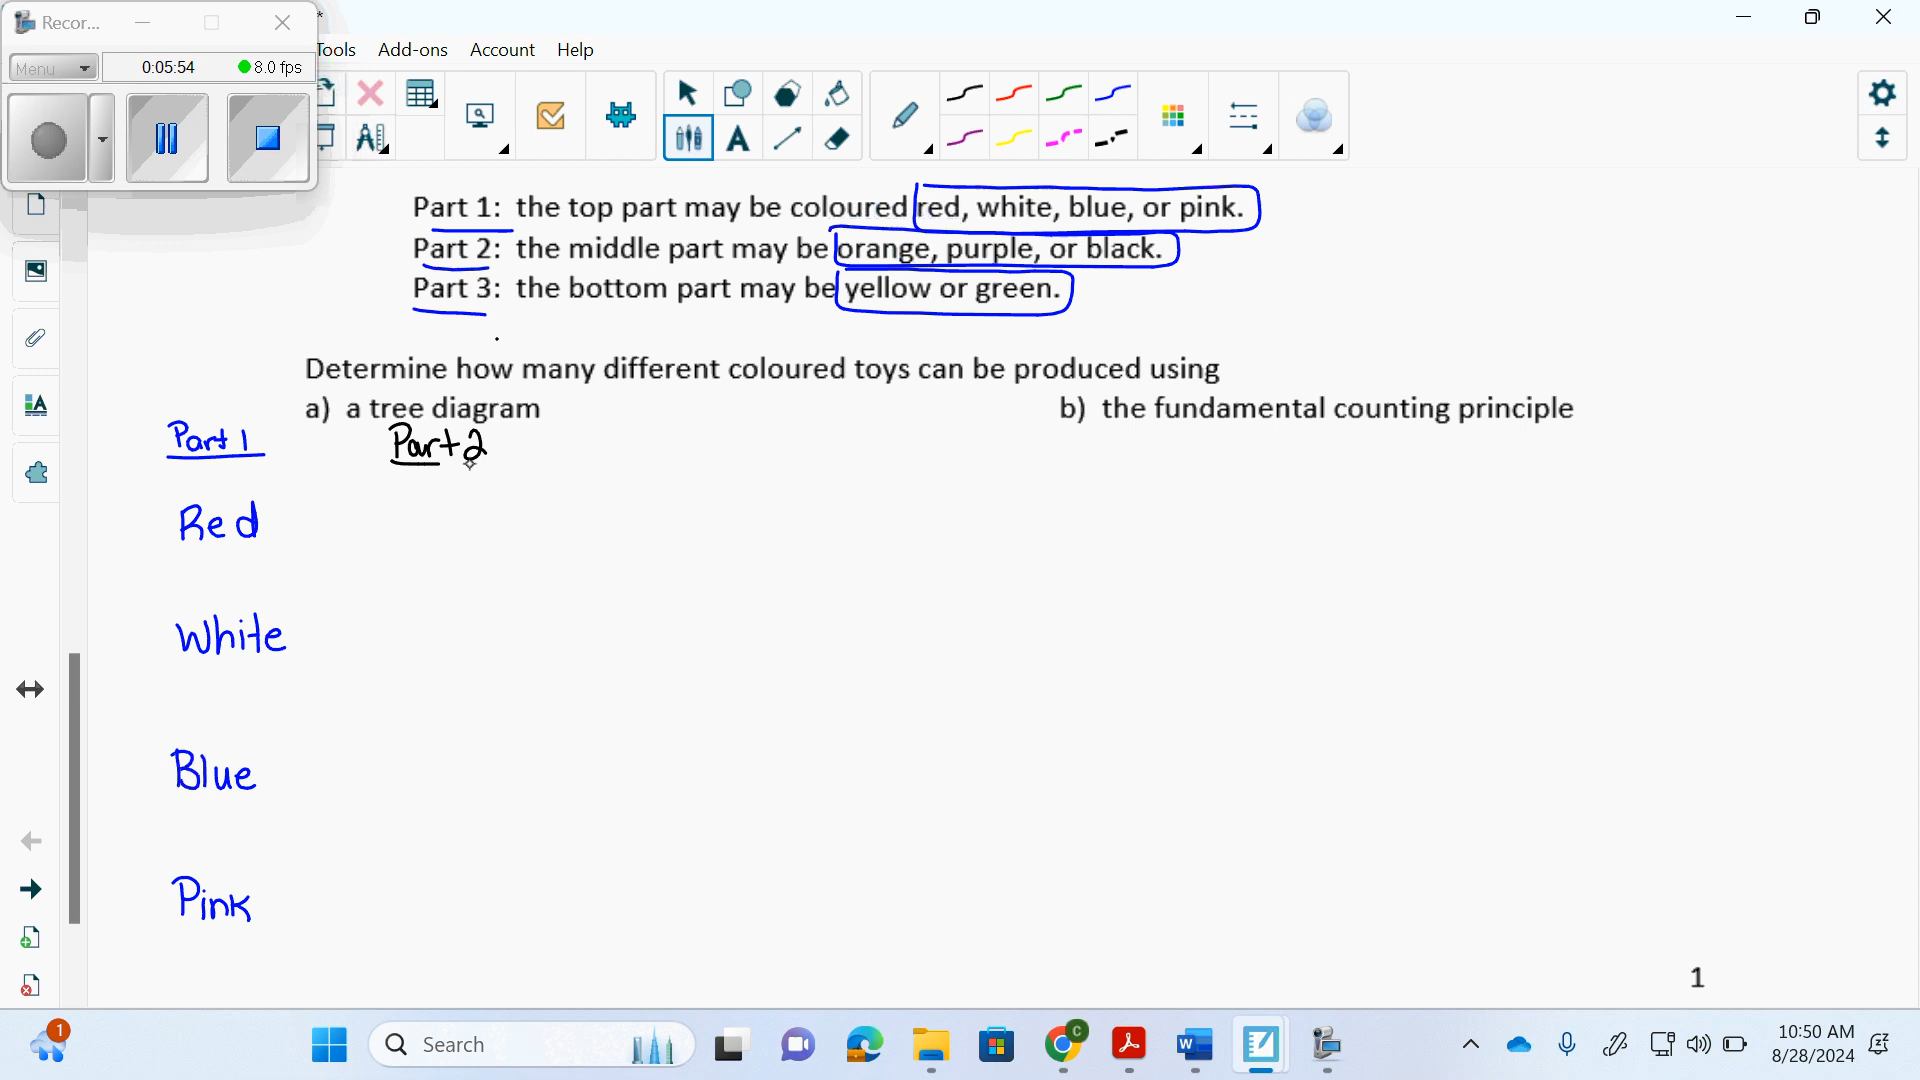 Recor...
*
Tools Add-ons Account Help
Menu 0:05:54 8.0 fps
Part 1: the top part may be coloured red, white, blue, or pink.
Part 2: the middle part may be orange, purple, or black.
Part 3: the bottom part may be yellow or green.
Determine how many different coloured toys can be produced using
a) a tree diagram b) the fundamental counting principle
Part 1 Part 2
Red
White
Blue
Pink
1
1
Search
C
10:50 AM
8/28/2024